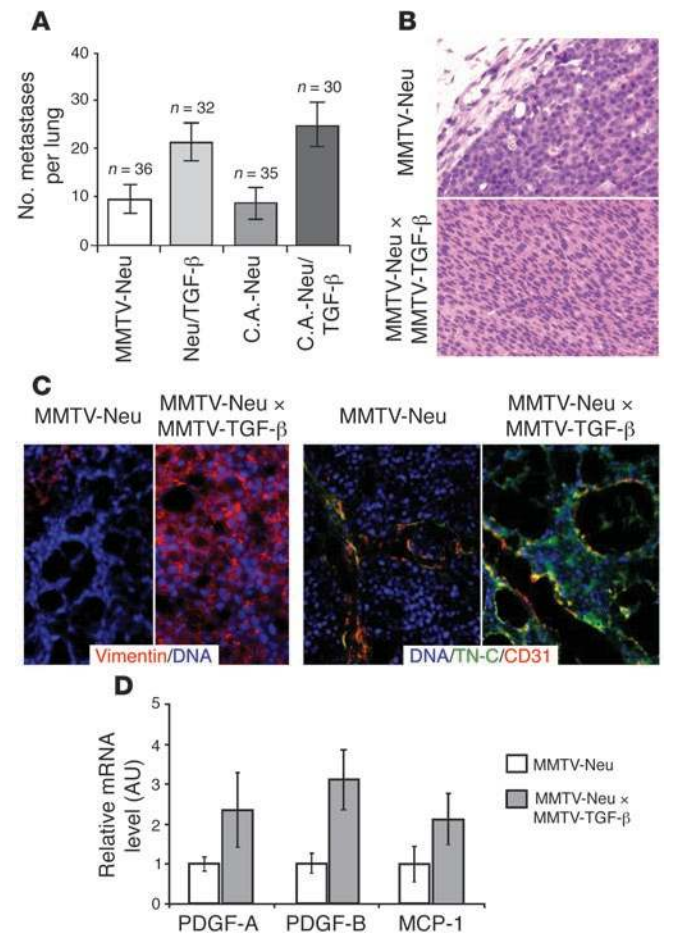 A
No. metastases
per lung
40
30
20
10
0
n = 36
n = 32
n = 35
n = 30
MMTV-Neu
Neu/TGF-β
C.A.-Neu
C.A.-Neu/
TGF-β
B
MMTV-Neu
MMTV-Neu ×
MMTV-TGF-β
C
MMTV-Neu
MMTV-Neu ×
MMTV-TGF-β
MMTV-Neu
MMTV-Neu ×
MMTV-TGF-β
Vimentin/DNA
DNA/TN-C/CD31
D
Relative mRNA
level (AU)
5
4
3
2
1
0
PDGF-A
PDGF-B
MCP-1
MMTV-Neu
MMTV-Neu ×
MMTV-TGF-β